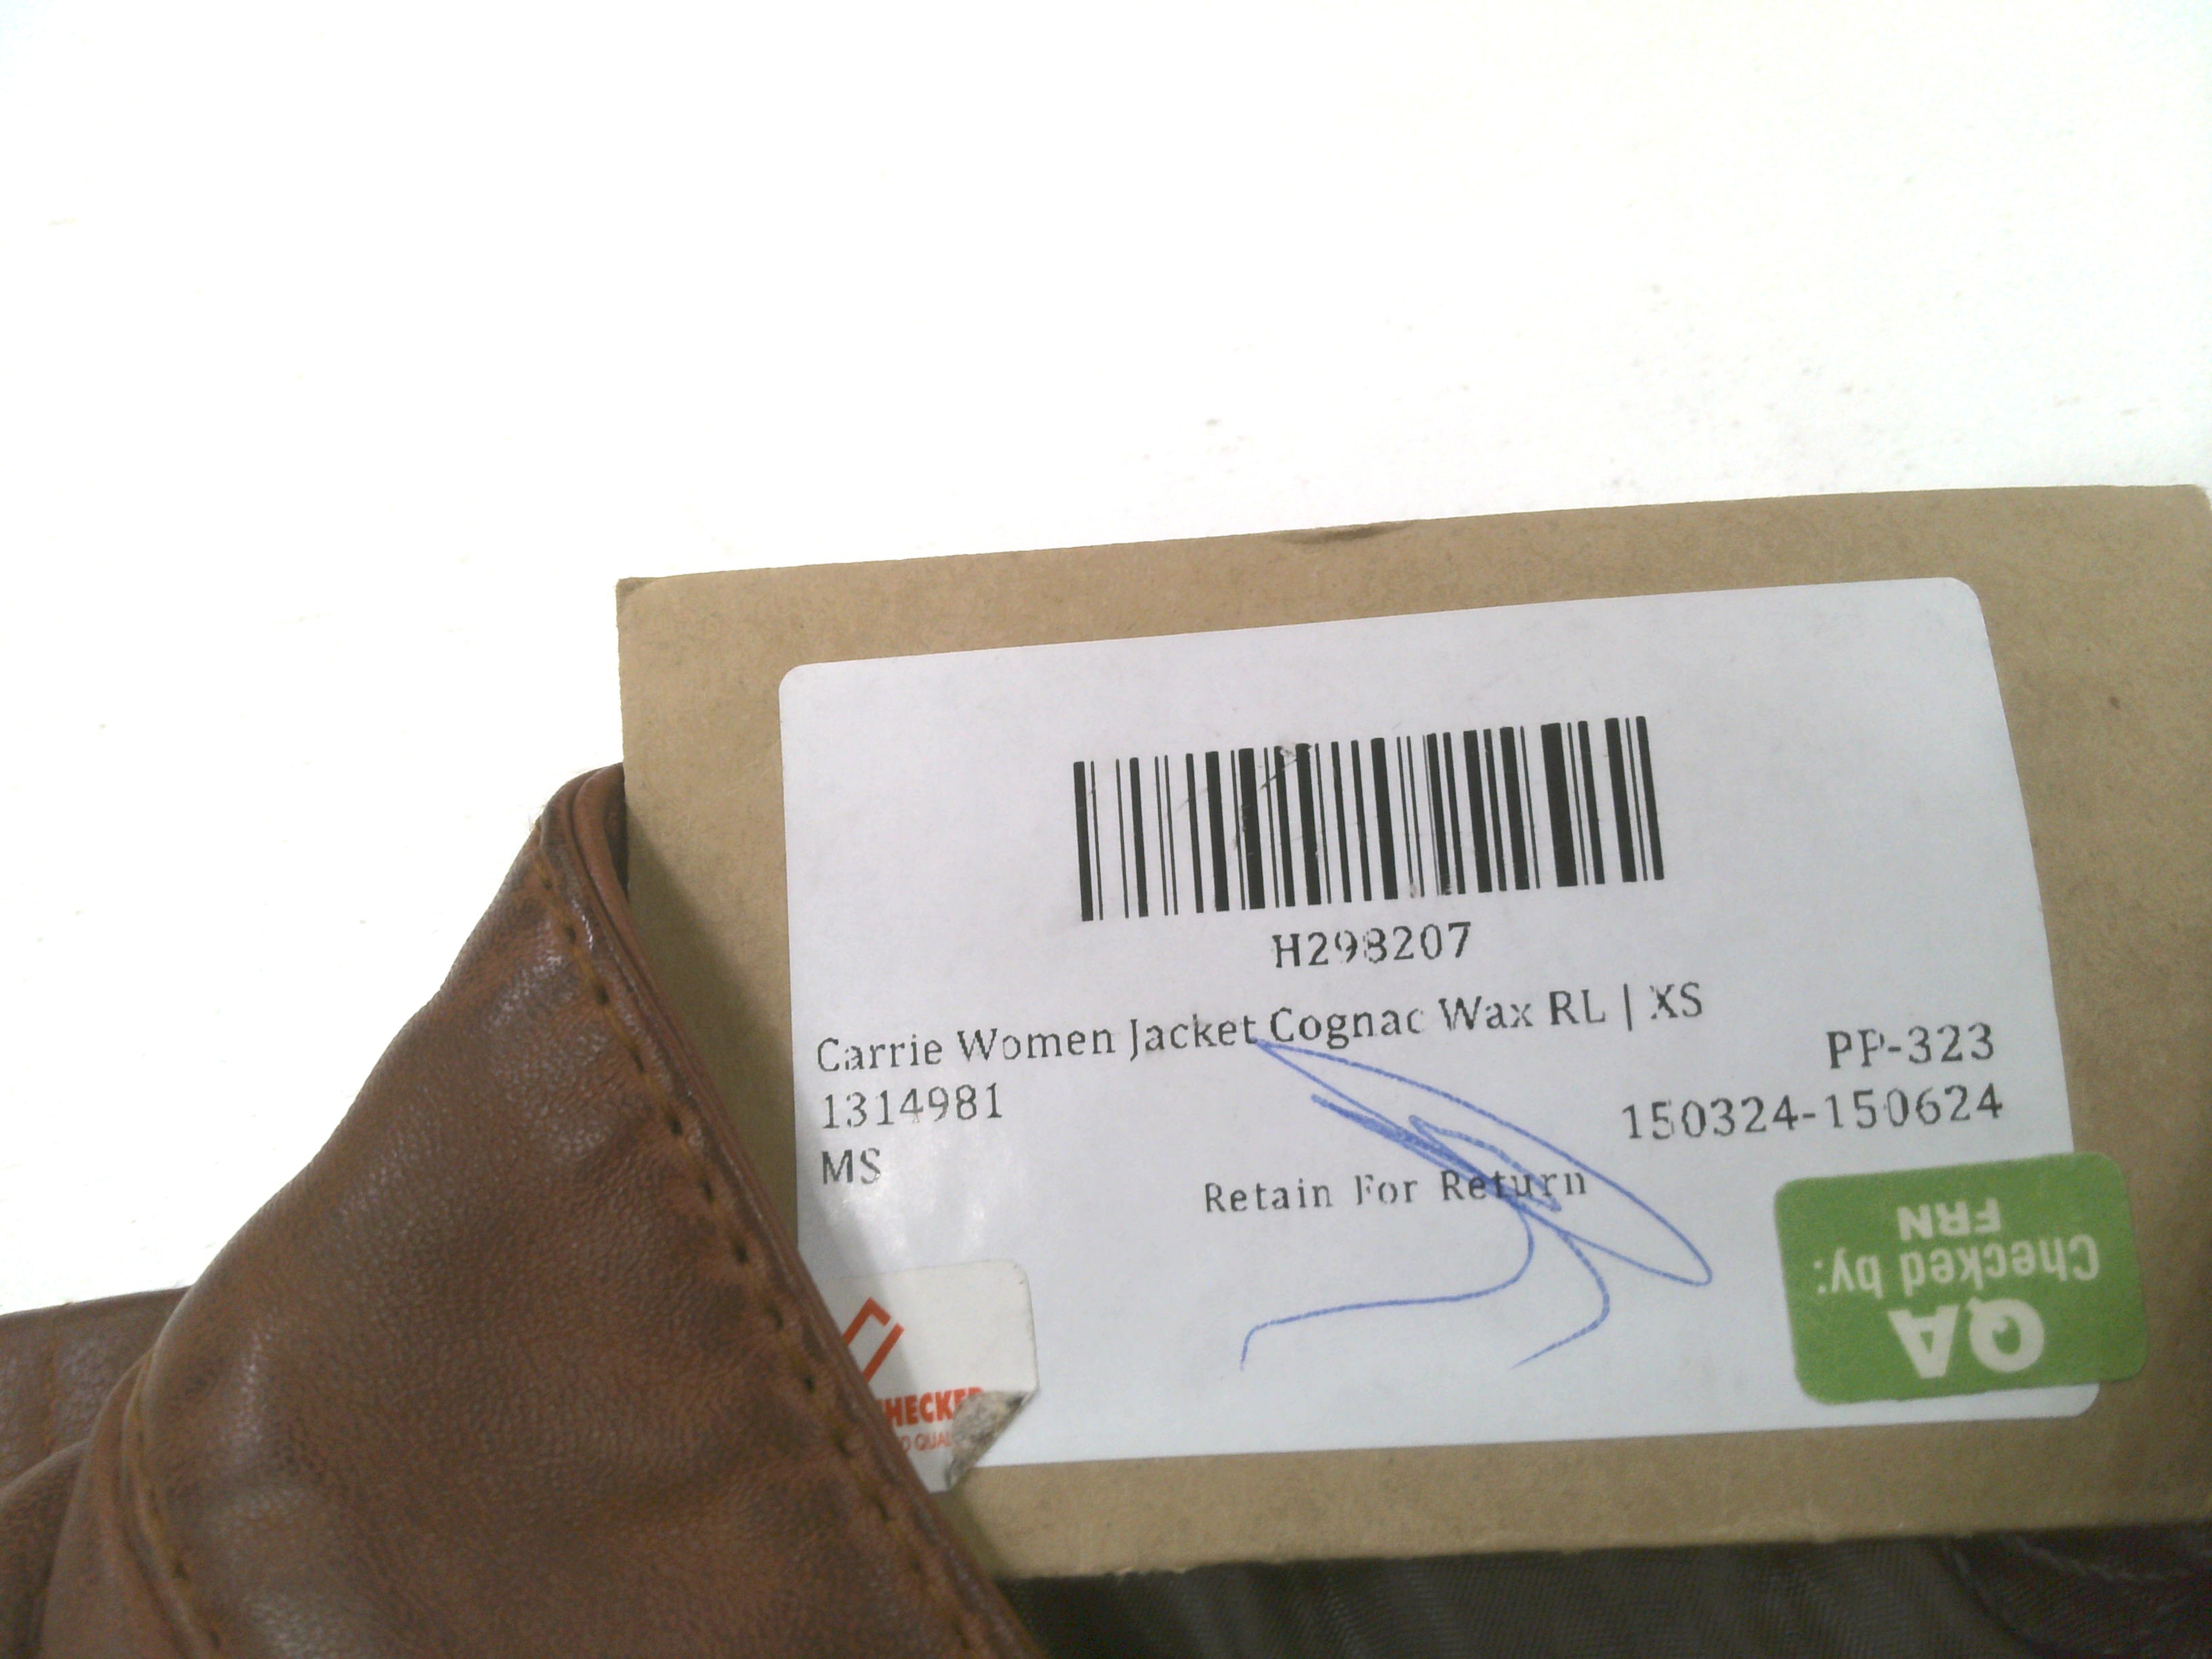 H298207
Carrie Women Jacket Cognac Wax RL | XS
PP-323
1314981
150324-150624
MS
Retain For Return
QA
Checked by:
FRN